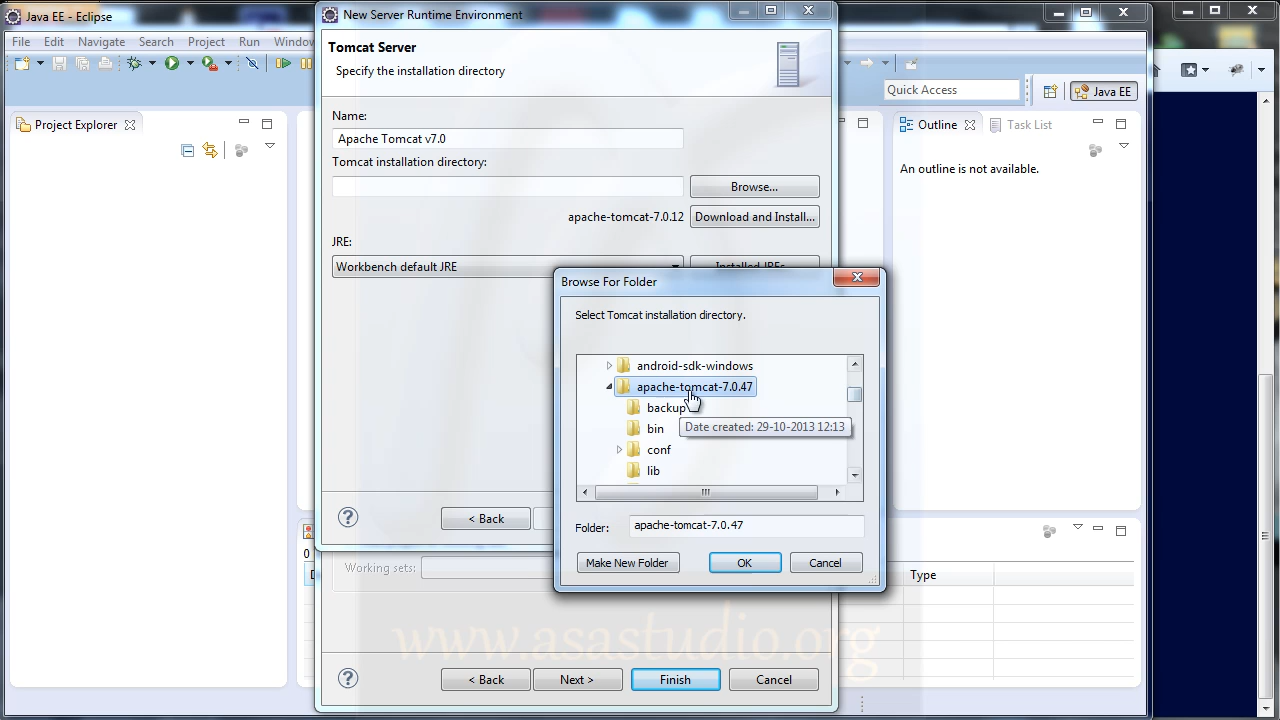 Java EE - Eclipse
New Server Runtime Environment
File Edit Navigate Search Project Run Window
Tomcat Server
Specify the installation directory
Quick Access
Java EE
Project Explorer
Outline
Task List
An outline is not available.
Name:
Apache Tomcat v7.0
Tomcat installation directory:
Browse...
apache-tomcat-7.0.12
Download and Install...
JRE:
Workbench default JRE
Installed JREs...
Browse For Folder
Select Tomcat installation directory.
android-sdk-windows
apache-tomcat-7.0.47
backup
bin
Date created: 29-10-2013 12:13
conf
lib
Folder:
apache-tomcat-7.0.47
Make New Folder
OK
Cancel
< Back
0
Working sets:
Type
www.asastudio.org
< Back
Next >
Finish
Cancel